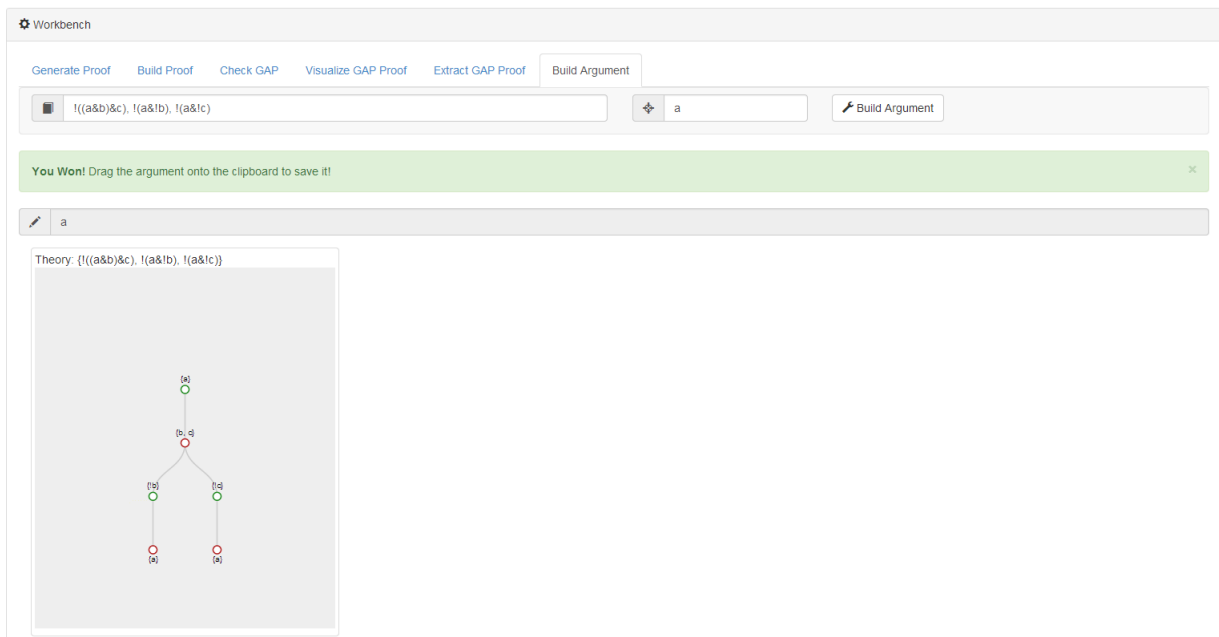 Workbench
Generate Proof Build Proof Check GAP Visualize GAP Proof Extract GAP Proof Build Argument
!((a&b)&c), !(a&!b), !(a&!c) a Build Argument
You Won! Drag the argument onto the clipboard to save it! ×
a
Theory: {!((a&b)&c), !(a&!b), !(a&!c)}
{a}
{b, c}
{!b} {!c}
{a} {a}